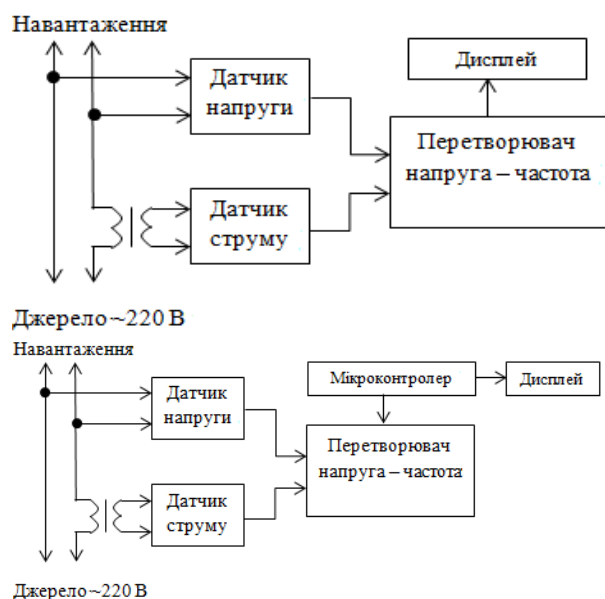 Навантаження
Датчик
напруги
Дисплей
Перетворювач
напруга – частота
Датчик
струму
Джерело ~220 В
Навантаження
Датчик
напруги
Мікроконтролер
Дисплей
Перетворювач
напруга – частота
Датчик
струму
Джерело ~220 В